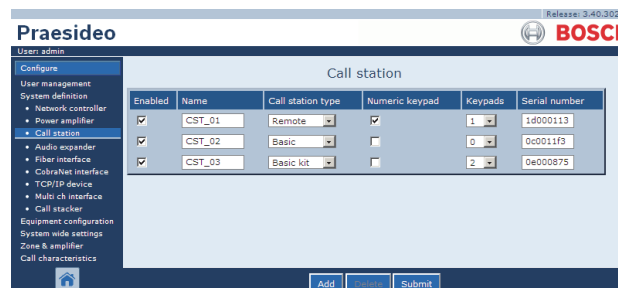 Release: 3.40.302
Praesideo
BOSCH
User: admin
Configure
User management
System definition
• Network controller
• Power amplifier
• Call station
• Audio expander
• Fiber interface
• CobraNet interface
• TCP/IP device
• Multi ch interface
• Call stacker
Equipment configuration
System wide settings
Zone & amplifier
Call characteristics
Call station
Enabled Name Call station type Numeric keypad Keypads Serial number
CST_01 Remote 1 1d000113
CST_02 Basic 0 0c0011f3
CST_03 Basic kit 2 0e000875
Add Delete Submit